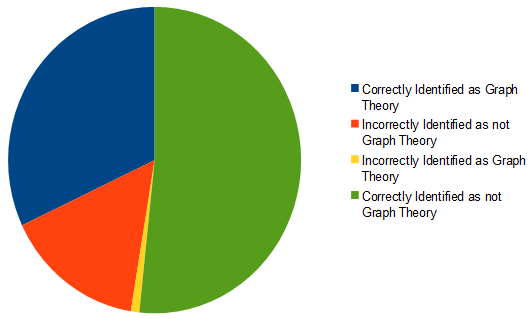 Correctly Identified as Graph
Theory
Incorrectly Identified as not
Graph Theory
Incorrectly Identified as Graph
Theory
Correctly Identified as not
Graph Theory